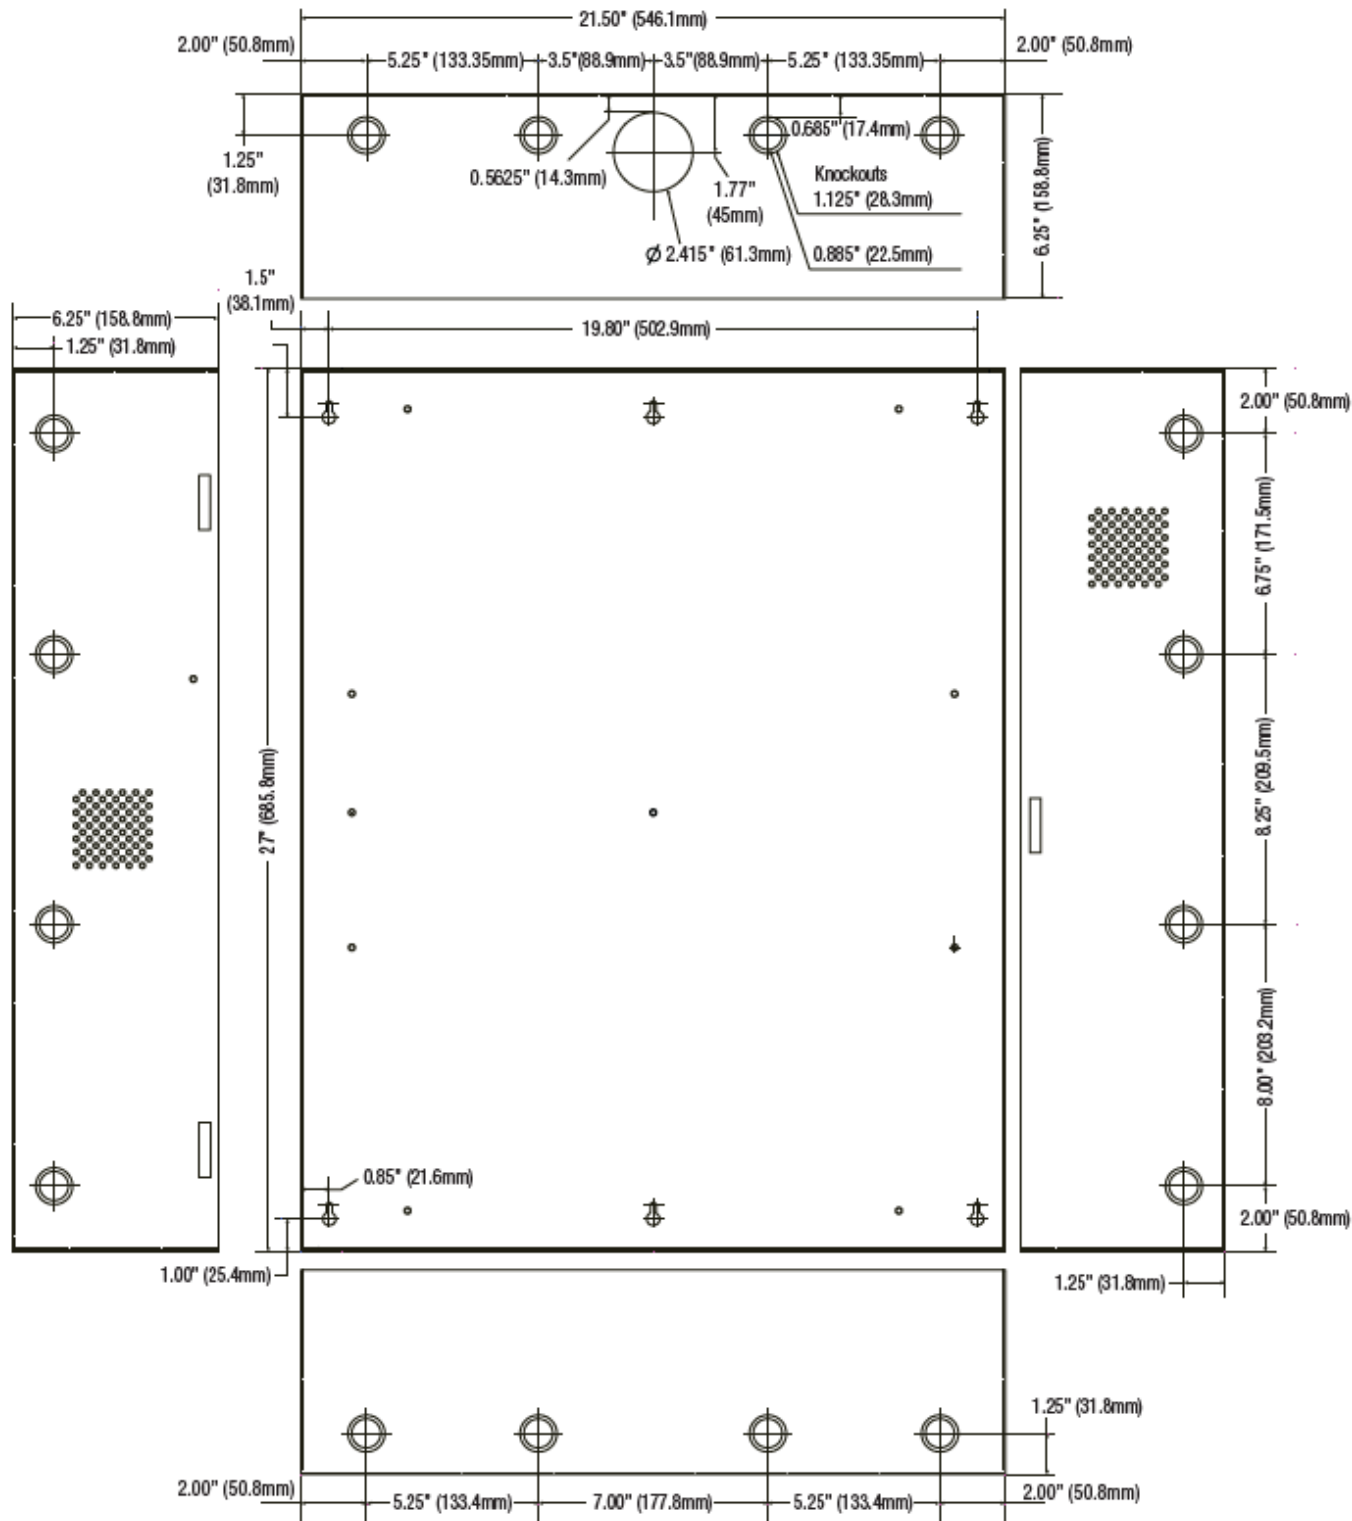 21.50" (546.1mm)
2.00" (50.8mm)
2.00" (50.8mm)
5.25" (133.35mm)
3.5"(88.9mm)
3.5"(88.9mm)
5.25" (133.35mm)
0.685" (17.4mm)
1.25"
(31.8mm)
0.5625" (14.3mm)
1.77"
(45mm)
Knockouts
1.125" (28.3mm)
6.25" (158.8mm)
Ø 2.415" (61.3mm)
0.885" (22.5mm)
1.5"
(38.1mm)
6.25" (158.8mm)
19.80" (502.9mm)
1.25" (31.8mm)
2.00" (50.8mm)
6.75" (171.5mm)
27" (685.8mm)
8.25" (209.5mm)
8.00" (203.2mm)
0.85" (21.6mm)
2.00" (50.8mm)
1.00" (25.4mm)
1.25" (31.8mm)
1.25" (31.8mm)
2.00" (50.8mm)
5.25" (133.4mm)
7.00" (177.8mm)
5.25" (133.4mm)
2.00" (50.8mm)